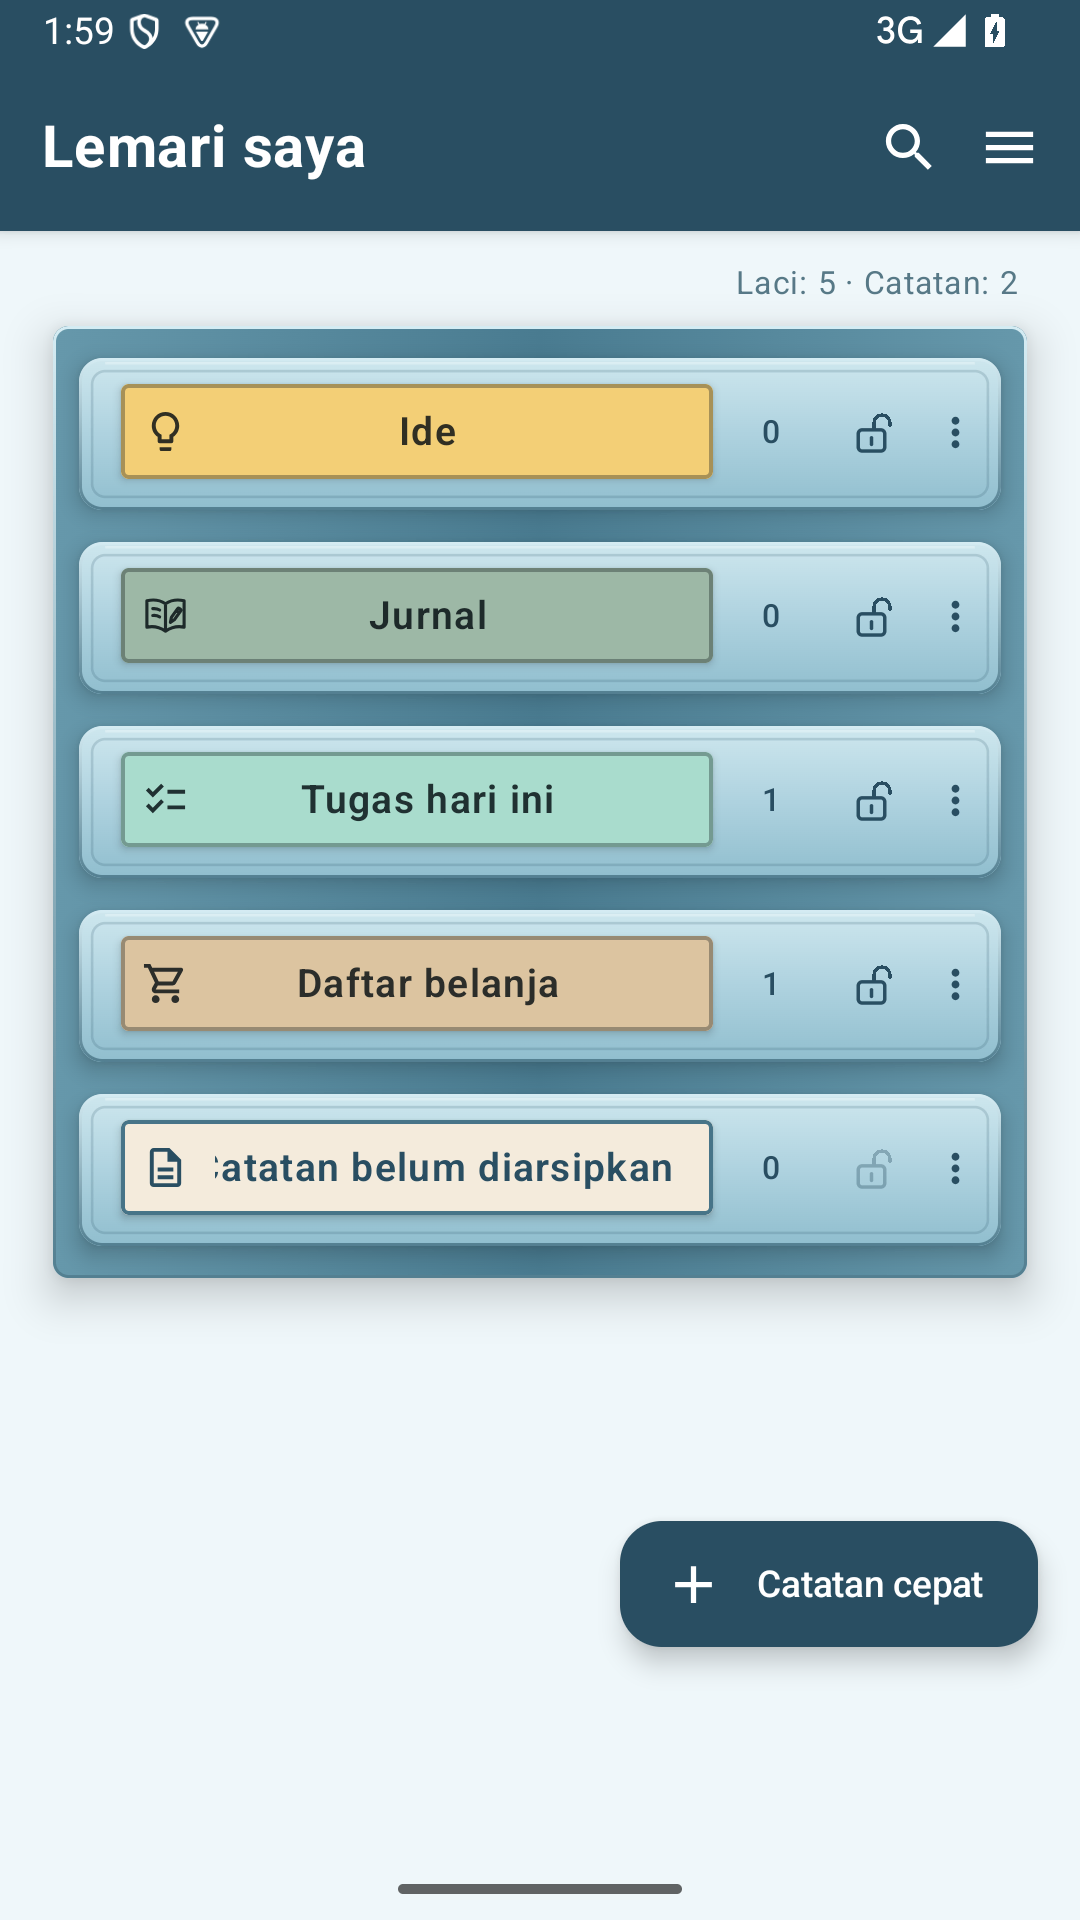 1:59
3G
Lemari saya
Laci: 5 · Catatan: 2
Ide
0
Jurnal
0
Tugas hari ini
1
Daftar belanja
1
Catatan belum diarsipkan
0
Catatan cepat